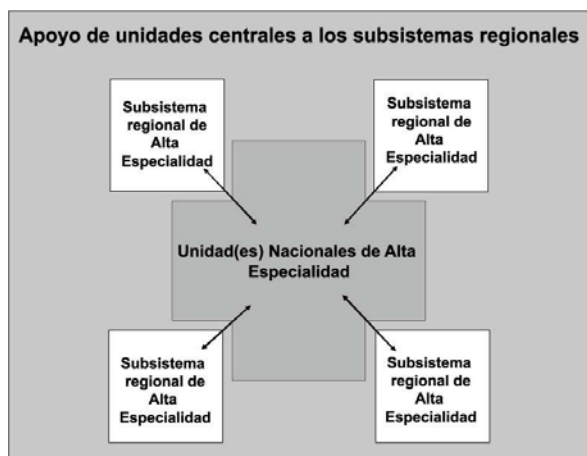 Apoyo de unidades centrales a los subsistemas regionales
Subsistema
regional de
Alta
Especialidad
Subsistema
regional de
Alta
Especialidad
Unidad(es) Nacionales de Alta
Especialidad
Subsistema
regional de
Alta
Especialidad
Subsistema
regional de
Alta
Especialidad